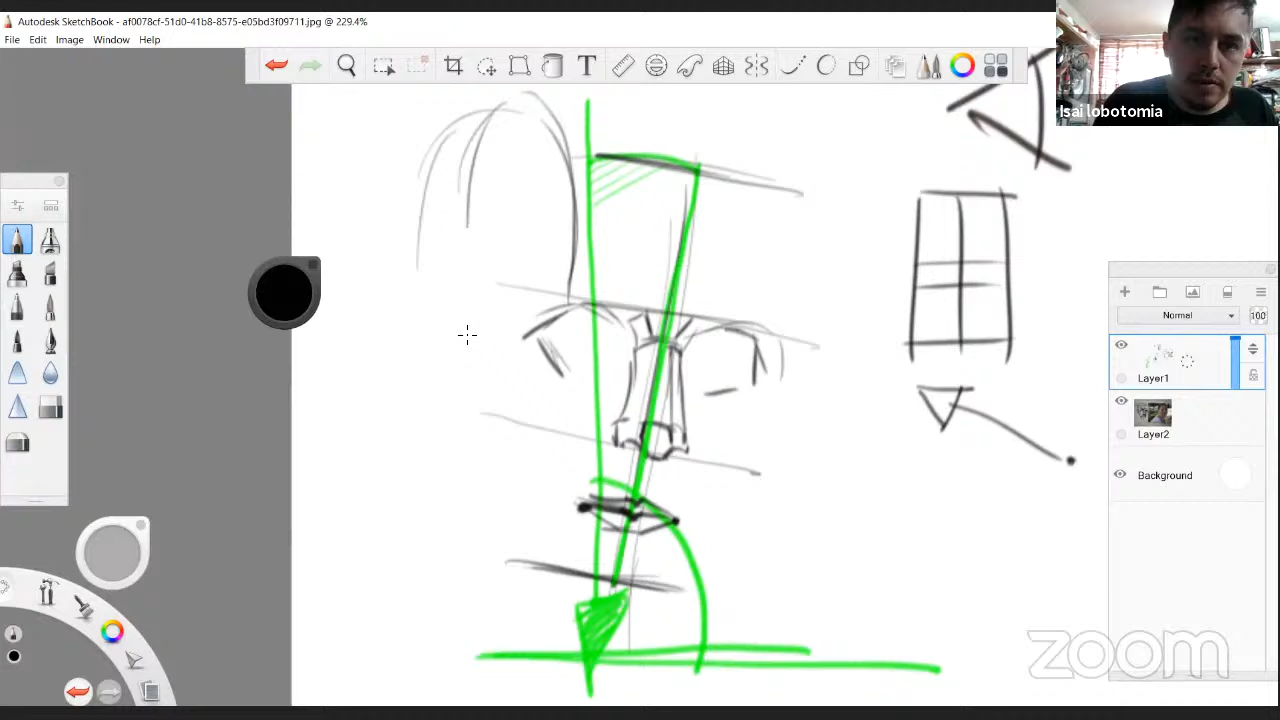 Autodesk SketchBook - af0078cf-51d0-41b8-8575-e05bd3f09711.jpg @ 229.4%
File Edit Image Window Help
T
Isai lobotomia
Normal
100
Layer1
Layer2
Background
zoom